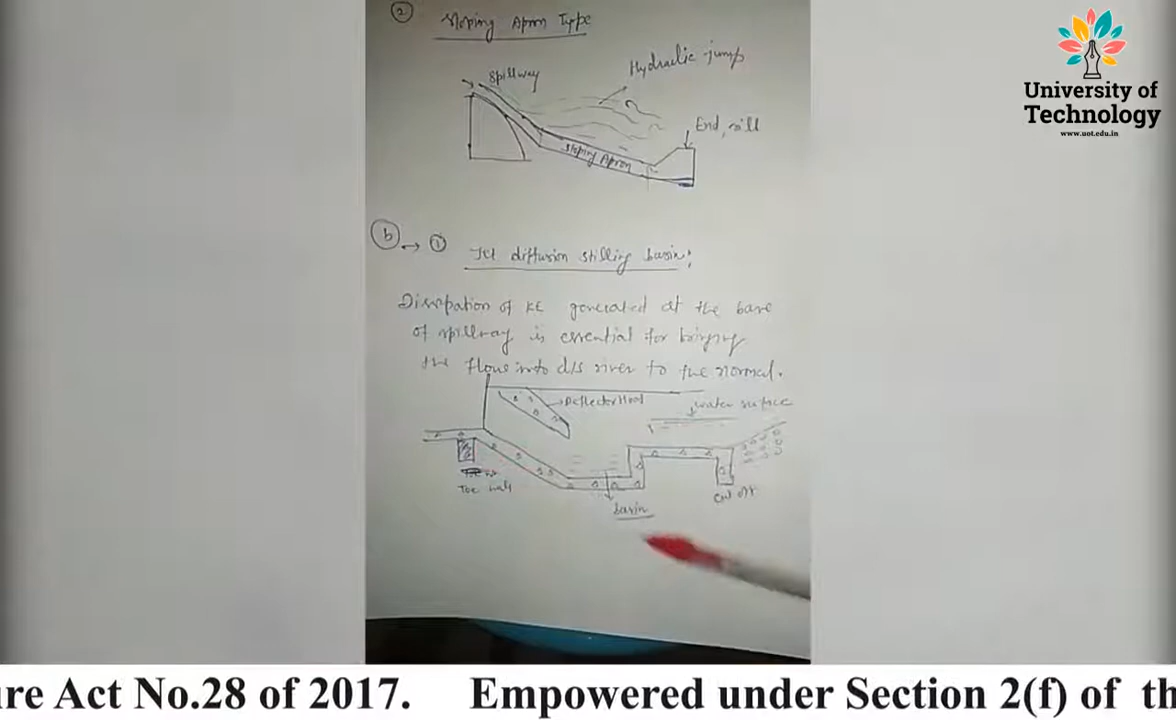 ② Sloping Apron Type
Spillway
Hydraulic jump
End sill
Sloping Apron
ⓑ → ① Jet diffusion stilling basin:
Dissipation of KE generated at the base
of spillway is essential for bringing
the flow into d/s river to the normal.
Deflector Hood
water surface
Toe wall
basin
cut off
University of
Technology
www.uot.edu.in
ure Act No.28 of 2017. Empowered under Section 2(f) of th